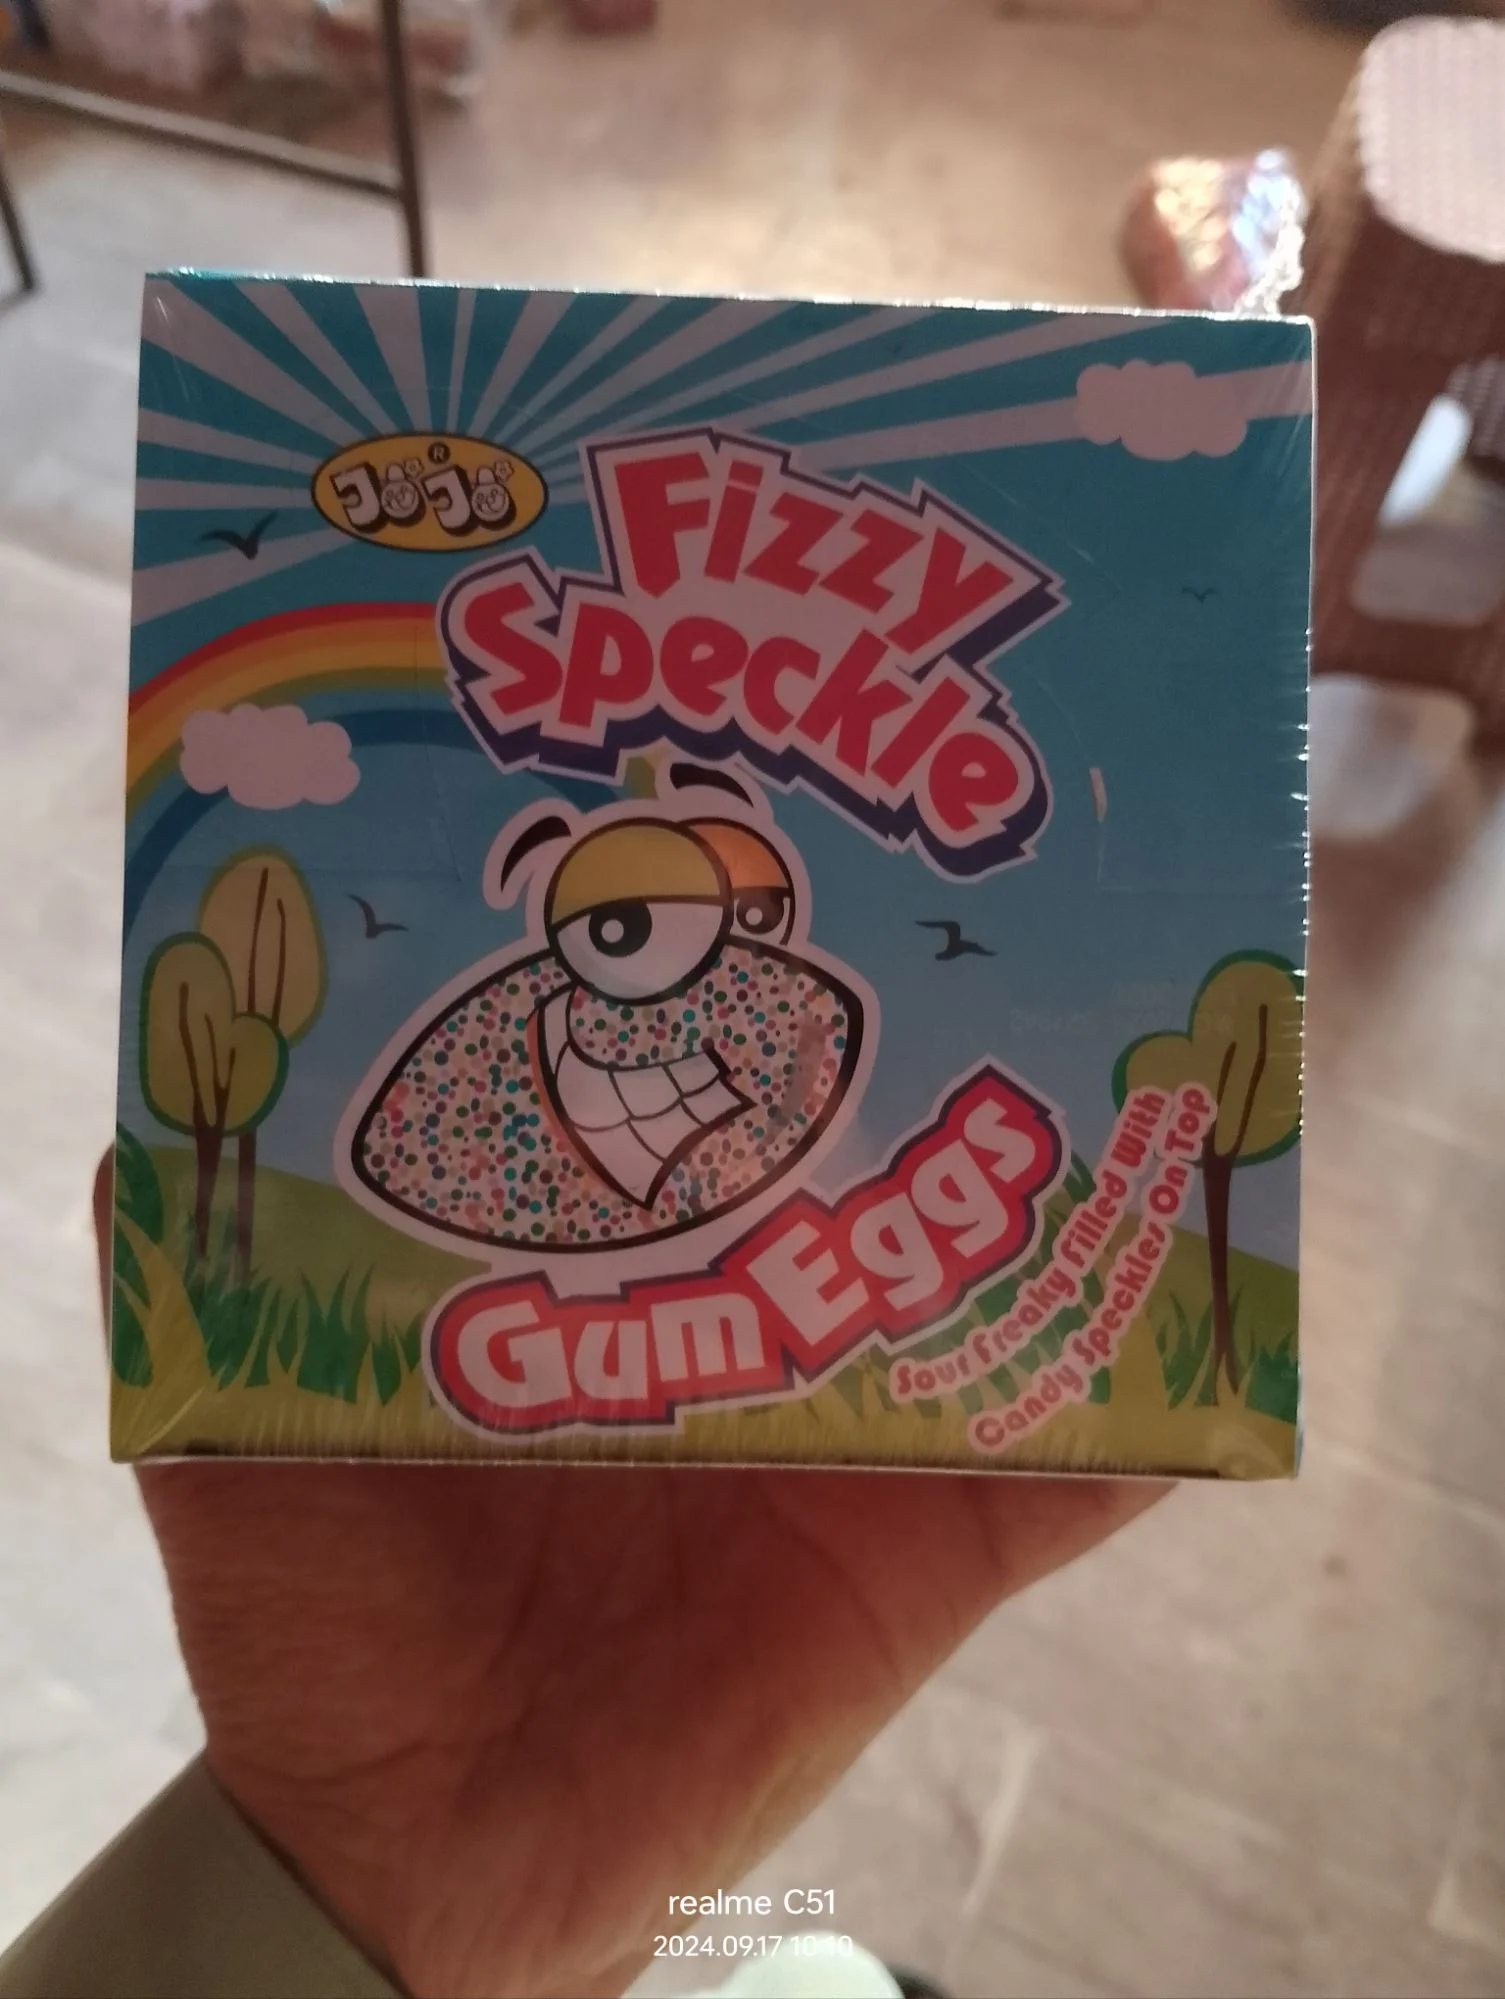 JoJo
®
Fizzy
Speckle
Gum Eggs
Sour Freaky Filled With
Candy Speckles On Top
realme C51
2024.09.17 10:10